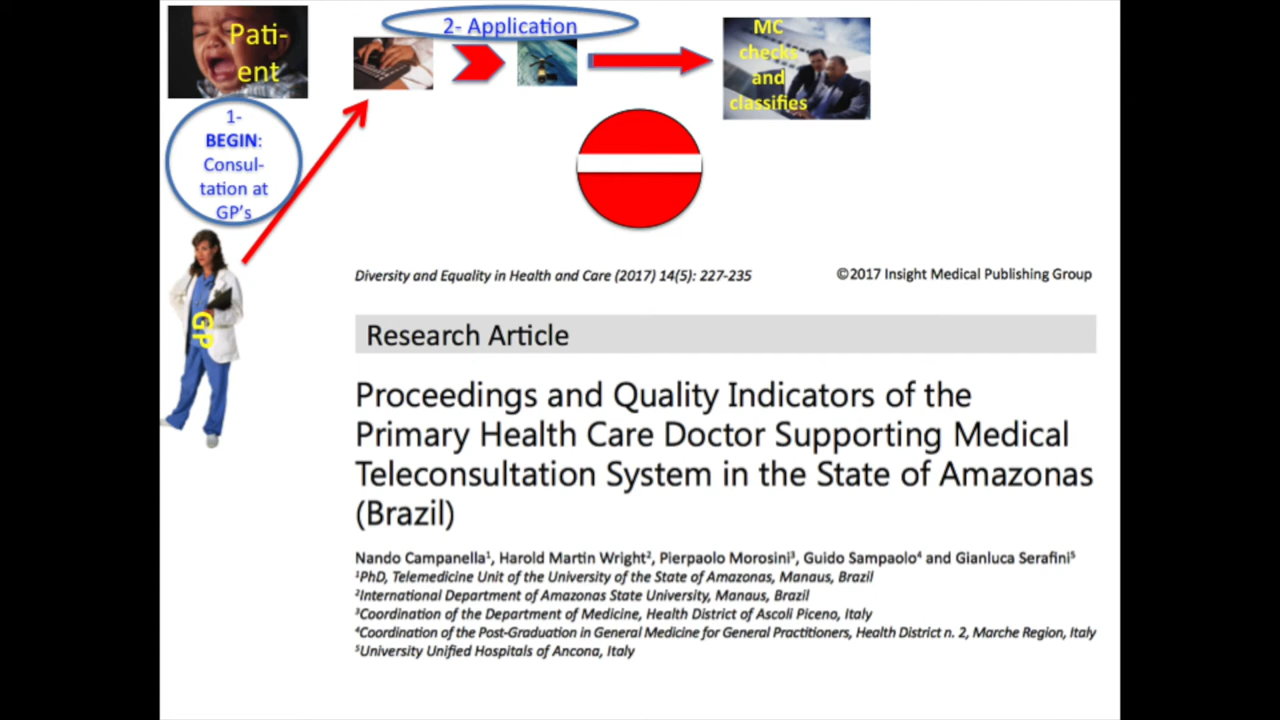 Pati-
ent
1-
BEGIN:
Consul-
tation at
GP's
GP
2- Application
MC
checks
and
classifies
Diversity and Equality in Health and Care (2017) 14(5): 227-235
©2017 Insight Medical Publishing Group
Research Article
Proceedings and Quality Indicators of the
Primary Health Care Doctor Supporting Medical
Teleconsultation System in the State of Amazonas
(Brazil)
Nando Campanella¹, Harold Martin Wright², Pierpaolo Morosini³, Guido Sampaolo⁴ and Gianluca Serafini⁵
¹PhD, Telemedicine Unit of the University of the State of Amazonas, Manaus, Brazil
²International Department of Amazonas State University, Manaus, Brazil
³Coordination of the Department of Medicine, Health District of Ascoli Piceno, Italy
⁴Coordination of the Post-Graduation in General Medicine for General Practitioners, Health District n. 2, Marche Region, Italy
⁵University Unified Hospitals of Ancona, Italy